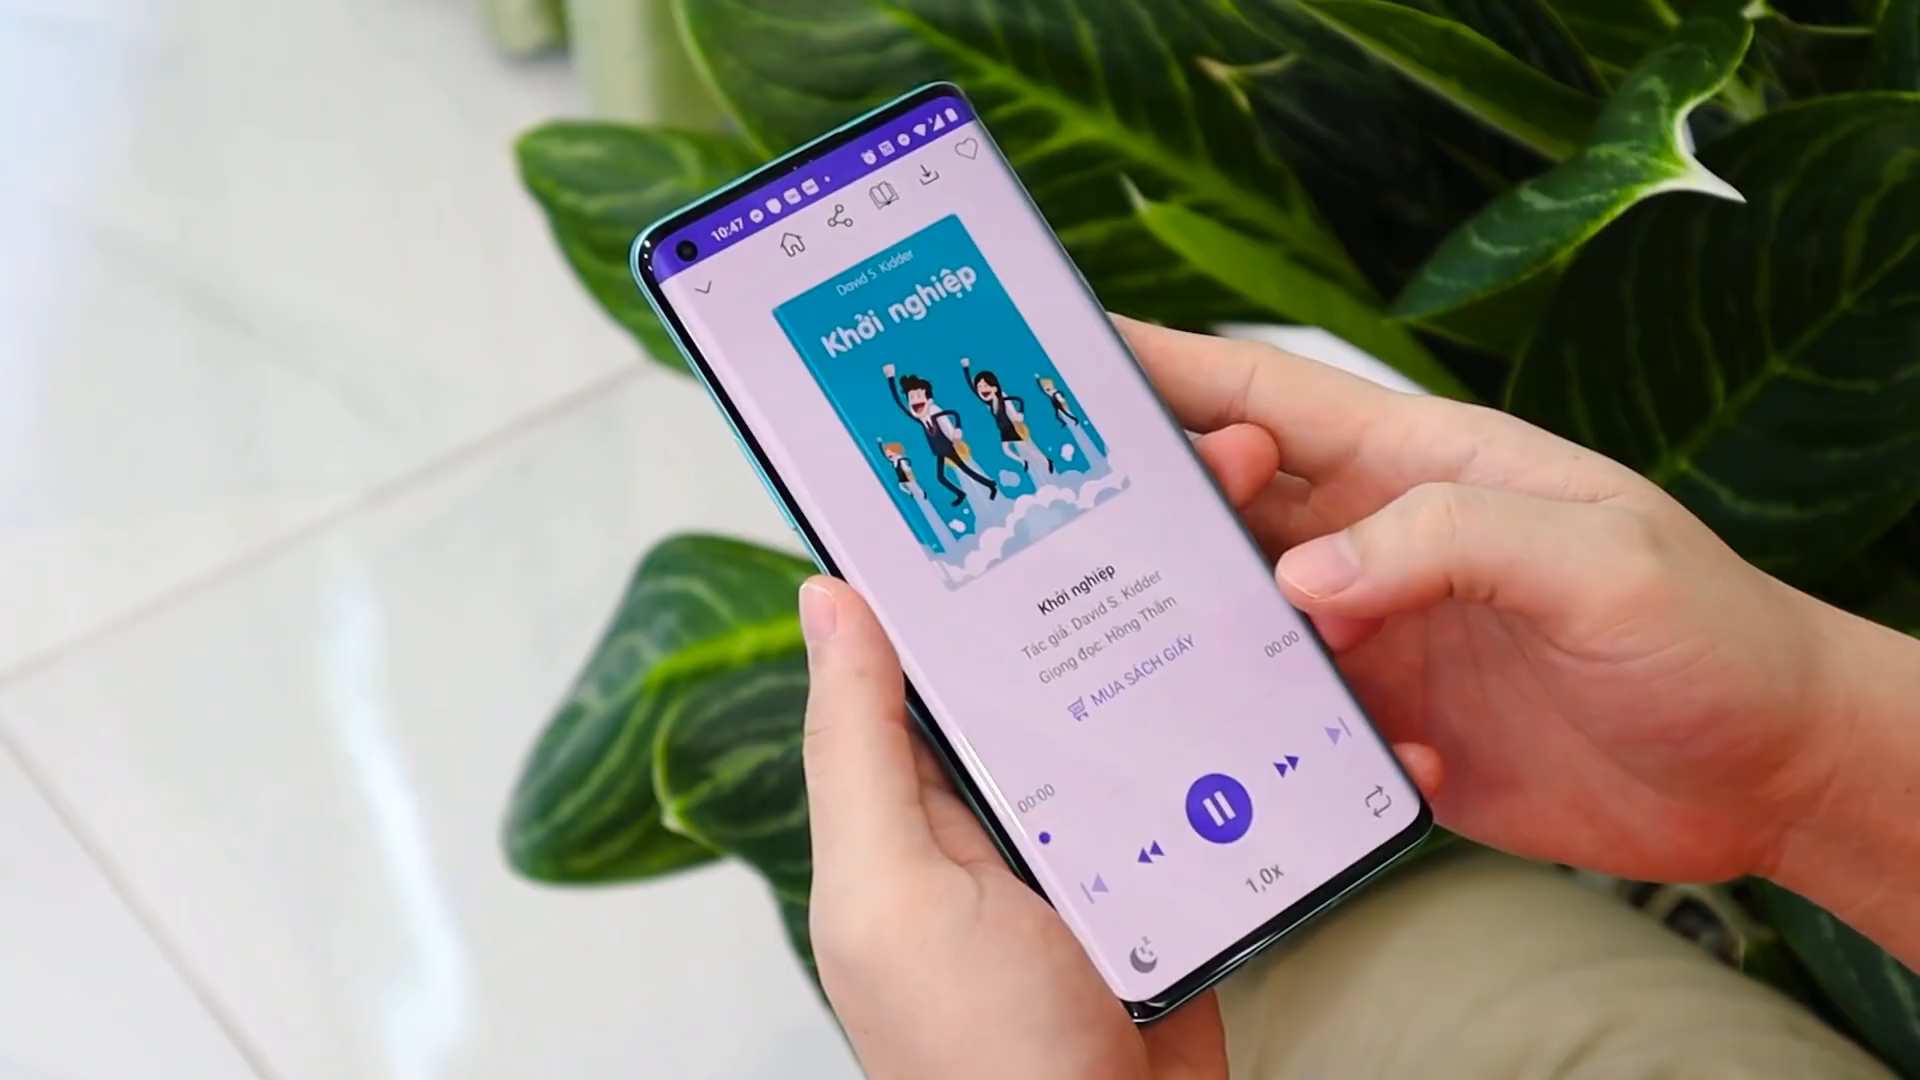 10:47
David S. Kidder
Khởi nghiệp
Khởi nghiệp
Tác giả: David S. Kidder
Giọng đọc: Hồng Thắm
MUA SÁCH GIẤY
00:00
00:00
1,0x